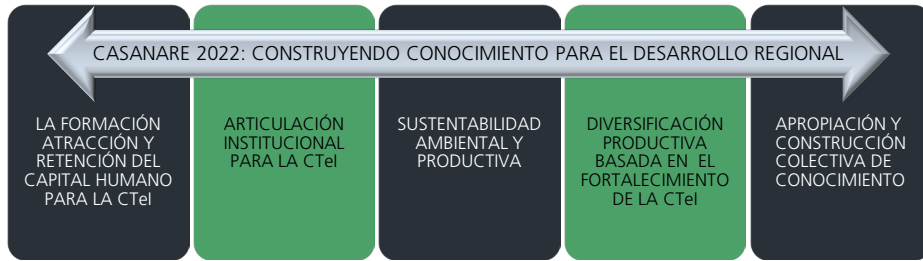 CASANARE 2022: CONSTRUYENDO CONOCIMIENTO PARA EL DESARROLLO REGIONAL
LA FORMACIÓN
ATRACCIÓN Y
RETENCIÓN DEL
CAPITAL HUMANO
PARA LA CTeI
ARTICULACIÓN
INSTITUCIONAL
PARA LA CTeI
SUSTENTABILIDAD
AMBIENTAL Y
PRODUCTIVA
DIVERSIFICACIÓN
PRODUCTIVA
BASADA EN EL
FORTALECIMIENTO
DE LA CTeI
APROPIACIÓN Y
CONSTRUCCIÓN
COLECTIVA DE
CONOCIMIENTO